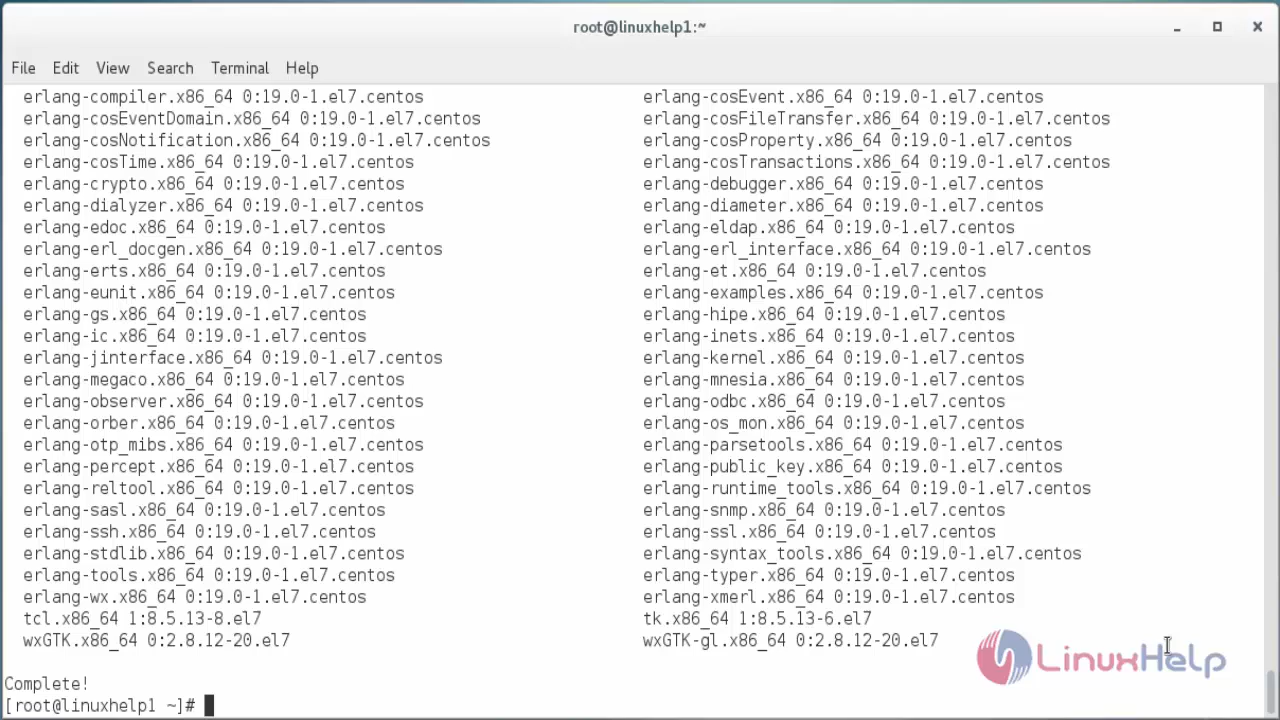 root@linuxhelp1:~
File Edit View Search Terminal Help
erlang-compiler.x86_64 0:19.0-1.el7.centos erlang-cosEvent.x86_64 0:19.0-1.el7.centos
erlang-cosEventDomain.x86_64 0:19.0-1.el7.centos erlang-cosFileTransfer.x86_64 0:19.0-1.el7.centos
erlang-cosNotification.x86_64 0:19.0-1.el7.centos erlang-cosProperty.x86_64 0:19.0-1.el7.centos
erlang-cosTime.x86_64 0:19.0-1.el7.centos erlang-cosTransactions.x86_64 0:19.0-1.el7.centos
erlang-crypto.x86_64 0:19.0-1.el7.centos erlang-debugger.x86_64 0:19.0-1.el7.centos
erlang-dialyzer.x86_64 0:19.0-1.el7.centos erlang-diameter.x86_64 0:19.0-1.el7.centos
erlang-edoc.x86_64 0:19.0-1.el7.centos erlang-eldap.x86_64 0:19.0-1.el7.centos
erlang-erl_docgen.x86_64 0:19.0-1.el7.centos erlang-erl_interface.x86_64 0:19.0-1.el7.centos
erlang-erts.x86_64 0:19.0-1.el7.centos erlang-et.x86_64 0:19.0-1.el7.centos
erlang-eunit.x86_64 0:19.0-1.el7.centos erlang-examples.x86_64 0:19.0-1.el7.centos
erlang-gs.x86_64 0:19.0-1.el7.centos erlang-hipe.x86_64 0:19.0-1.el7.centos
erlang-ic.x86_64 0:19.0-1.el7.centos erlang-inets.x86_64 0:19.0-1.el7.centos
erlang-jinterface.x86_64 0:19.0-1.el7.centos erlang-kernel.x86_64 0:19.0-1.el7.centos
erlang-megaco.x86_64 0:19.0-1.el7.centos erlang-mnesia.x86_64 0:19.0-1.el7.centos
erlang-observer.x86_64 0:19.0-1.el7.centos erlang-odbc.x86_64 0:19.0-1.el7.centos
erlang-orber.x86_64 0:19.0-1.el7.centos erlang-os_mon.x86_64 0:19.0-1.el7.centos
erlang-otp_mibs.x86_64 0:19.0-1.el7.centos erlang-parsetools.x86_64 0:19.0-1.el7.centos
erlang-percept.x86_64 0:19.0-1.el7.centos erlang-public_key.x86_64 0:19.0-1.el7.centos
erlang-reltool.x86_64 0:19.0-1.el7.centos erlang-runtime_tools.x86_64 0:19.0-1.el7.centos
erlang-sasl.x86_64 0:19.0-1.el7.centos erlang-snmp.x86_64 0:19.0-1.el7.centos
erlang-ssh.x86_64 0:19.0-1.el7.centos erlang-ssl.x86_64 0:19.0-1.el7.centos
erlang-stdlib.x86_64 0:19.0-1.el7.centos erlang-syntax_tools.x86_64 0:19.0-1.el7.centos
erlang-tools.x86_64 0:19.0-1.el7.centos erlang-typer.x86_64 0:19.0-1.el7.centos
erlang-wx.x86_64 0:19.0-1.el7.centos erlang-xmerl.x86_64 0:19.0-1.el7.centos
tcl.x86_64 1:8.5.13-8.el7 tk.x86_64 1:8.5.13-6.el7
wxGTK.x86_64 0:2.8.12-20.el7 wxGTK-gl.x86_64 0:2.8.12-20.el7
LinuxHelp
Complete!
[root@linuxhelp1 ~]#